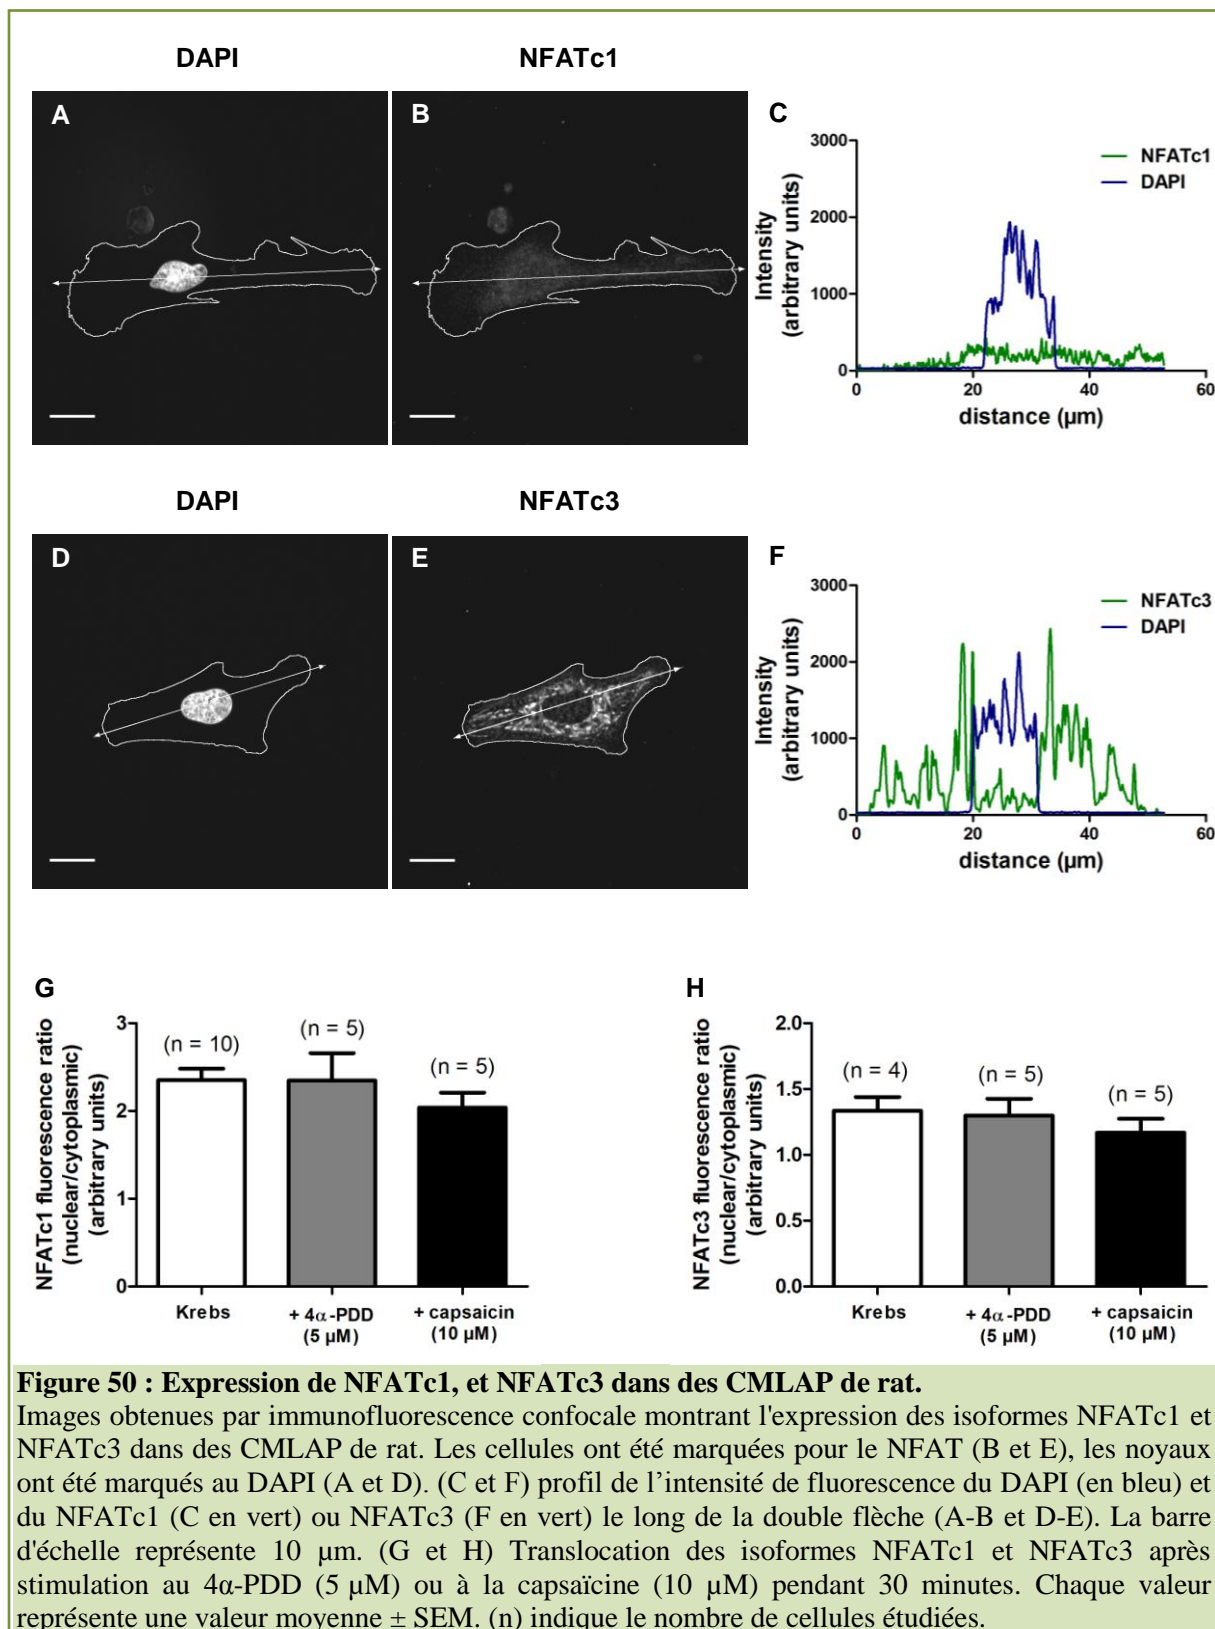 DAPI
NFATc1
A
B
C
3000
2000
1000
0
Intensity
(arbitrary units)
NFATc1
DAPI
0
20
40
60
distance (µm)
DAPI
NFATc3
D
E
F
3000
2000
1000
0
Intensity
(arbitrary units)
NFATc3
DAPI
0
20
40
60
distance (µm)
G
NFATc1 fluorescence ratio
(nuclear/cytoplasmic)
(arbitrary units)
3
2
1
0
(n = 10)
(n = 5)
(n = 5)
Krebs
+ 4α-PDD
(5 µM)
+ capsaicin
(10 µM)
H
NFATc3 fluorescence ratio
(nuclear/cytoplasmic)
(arbitrary units)
2.0
1.5
1.0
0.5
0.0
(n = 4)
(n = 5)
(n = 5)
Krebs
+ 4α-PDD
(5 µM)
+ capsaicin
(10 µM)
Figure 50 : Expression de NFATc1, et NFATc3 dans des CMLAP de rat.
Images obtenues par immunofluorescence confocale montrant l'expression des isoformes NFATc1 et
NFATc3 dans des CMLAP de rat. Les cellules ont été marquées pour le NFAT (B et E), les noyaux
ont été marqués au DAPI (A et D). (C et F) profil de l’intensité de fluorescence du DAPI (en bleu) et
du NFATc1 (C en vert) ou NFATc3 (F en vert) le long de la double flèche (A-B et D-E). La barre
d'échelle représente 10 µm. (G et H) Translocation des isoformes NFATc1 et NFATc3 après
stimulation au 4α-PDD (5 µM) ou à la capsaïcine (10 µM) pendant 30 minutes. Chaque valeur
représente une valeur moyenne ± SEM. (n) indique le nombre de cellules étudiées.